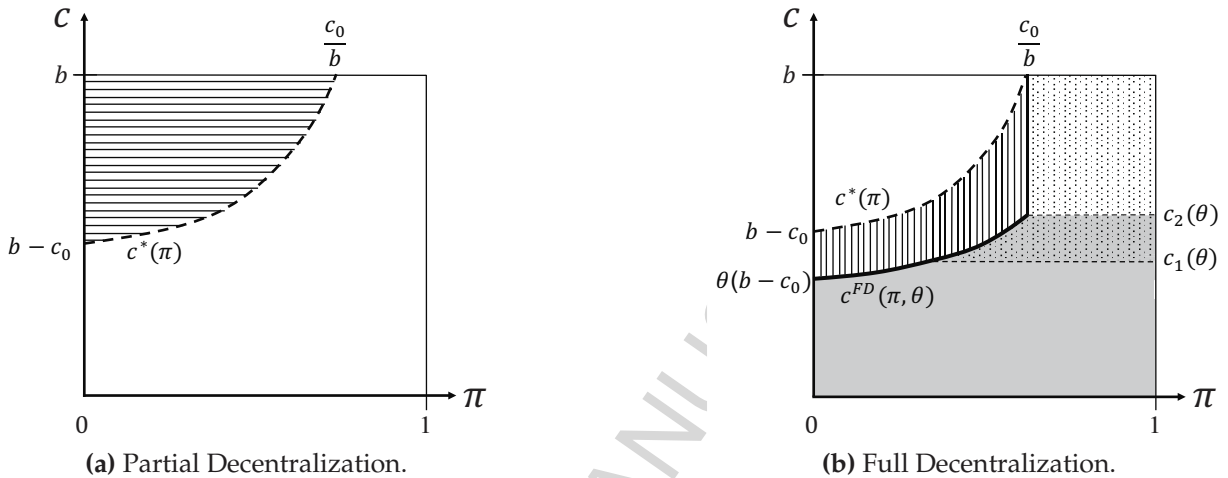 c
c₀/b
b
b − c₀
c*(π)
π
0
1
(a) Partial Decentralization.
c
c₀/b
b
c*(π)
b − c₀
c₂(θ)
c₁(θ)
θ(b − c₀)
c^{FD}(π, θ)
π
0
1
(b) Full Decentralization.